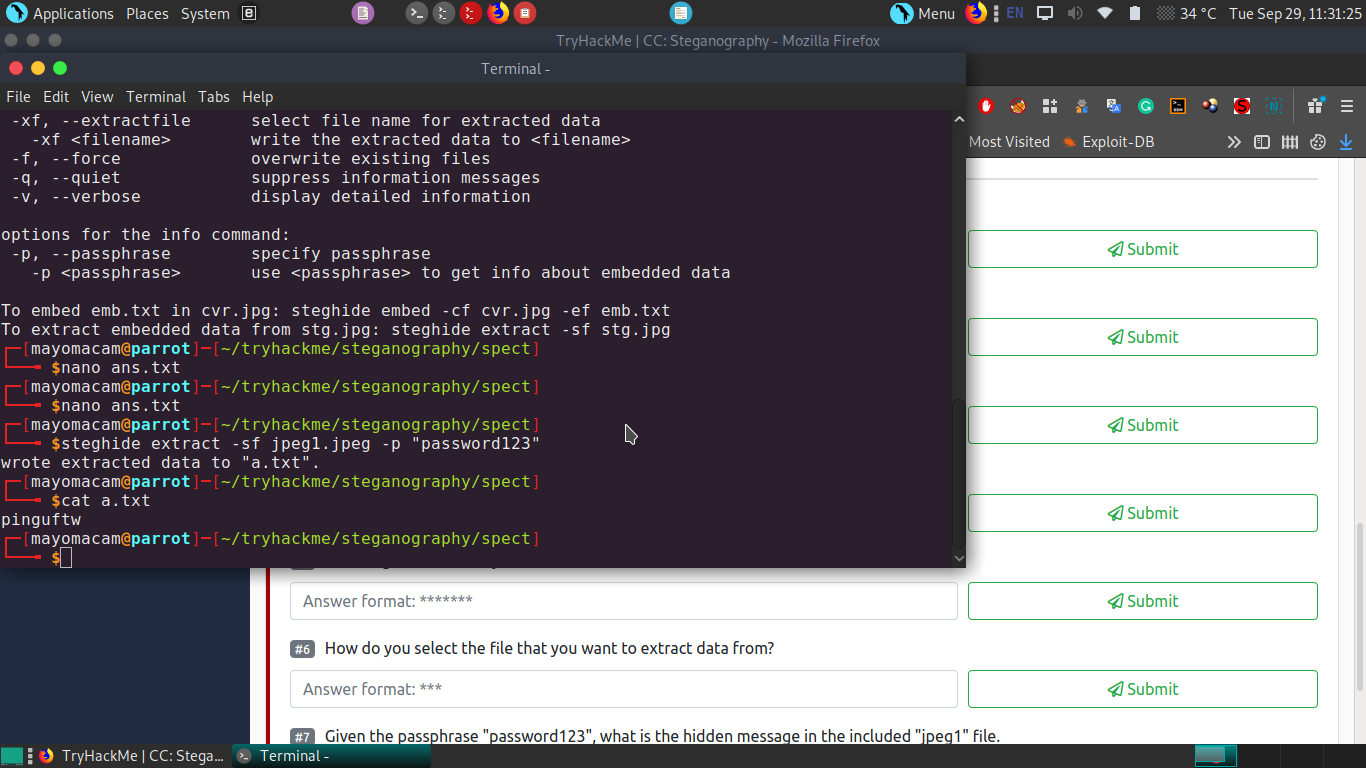 Applications Places System Menu EN 34 °C Tue Sep 29, 11:31:25
TryHackMe | CC: Steganography - Mozilla Firefox
Terminal -
File Edit View Terminal Tabs Help
-xf, --extractfile select file name for extracted data
-xf <filename> write the extracted data to <filename>
-f, --force overwrite existing files
-q, --quiet suppress information messages
-v, --verbose display detailed information
options for the info command:
-p, --passphrase specify passphrase
-p <passphrase> use <passphrase> to get info about embedded data
To embed emb.txt in cvr.jpg: steghide embed -cf cvr.jpg -ef emb.txt
To extract embedded data from stg.jpg: steghide extract -sf stg.jpg
[mayomacam@parrot]─[~/tryhackme/steganography/spect]
$nano ans.txt
[mayomacam@parrot]─[~/tryhackme/steganography/spect]
$nano ans.txt
[mayomacam@parrot]─[~/tryhackme/steganography/spect]
$steghide extract -sf jpeg1.jpeg -p "password123"
wrote extracted data to "a.txt".
[mayomacam@parrot]─[~/tryhackme/steganography/spect]
$cat a.txt
pinguftw
[mayomacam@parrot]─[~/tryhackme/steganography/spect]
$
Most Visited Exploit-DB
Submit
Submit
Submit
Submit
Answer format: ******* Submit
#6 How do you select the file that you want to extract data from?
Answer format: *** Submit
#7 Given the passphrase "password123", what is the hidden message in the included "jpeg1" file.
TryHackMe | CC: Stega... Terminal -